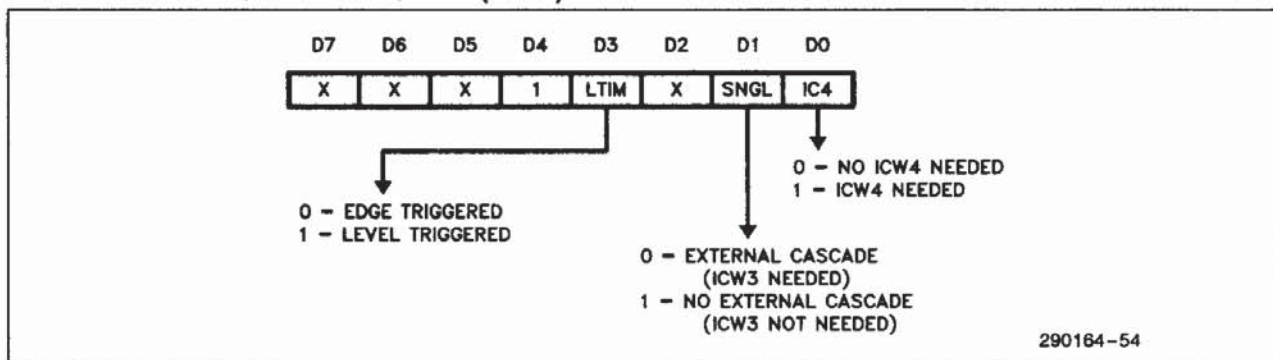 D7 D6 D5 D4 D3 D2 D1 D0
X X X 1 LTIM X SNGL IC4
0 – NO ICW4 NEEDED
1 – ICW4 NEEDED
0 – EDGE TRIGGERED
1 – LEVEL TRIGGERED
0 – EXTERNAL CASCADE
(ICW3 NEEDED)
1 – NO EXTERNAL CASCADE
(ICW3 NOT NEEDED)
290164-54